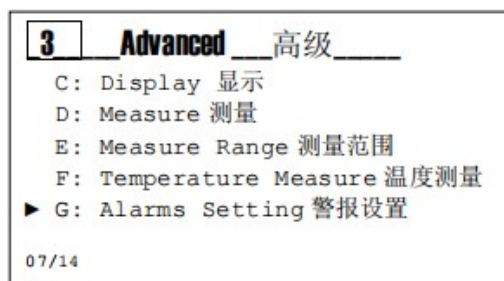 3 Advanced 高级
C: Display 显示
D: Measure 测量
E: Measure Range 测量范围
F: Temperature Measure 温度测量
► G: Alarms Setting 警报设置
07/14